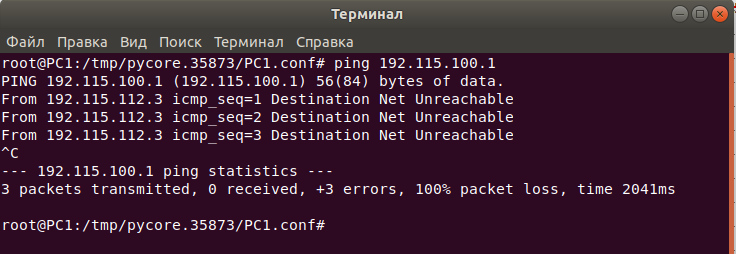 Терминал
Файл Правка Вид Поиск Терминал Справка
root@PC1:/tmp/pycore.35873/PC1.conf# ping 192.115.100.1
PING 192.115.100.1 (192.115.100.1) 56(84) bytes of data.
From 192.115.112.3 icmp_seq=1 Destination Net Unreachable
From 192.115.112.3 icmp_seq=2 Destination Net Unreachable
From 192.115.112.3 icmp_seq=3 Destination Net Unreachable
^C
--- 192.115.100.1 ping statistics ---
3 packets transmitted, 0 received, +3 errors, 100% packet loss, time 2041ms
root@PC1:/tmp/pycore.35873/PC1.conf#